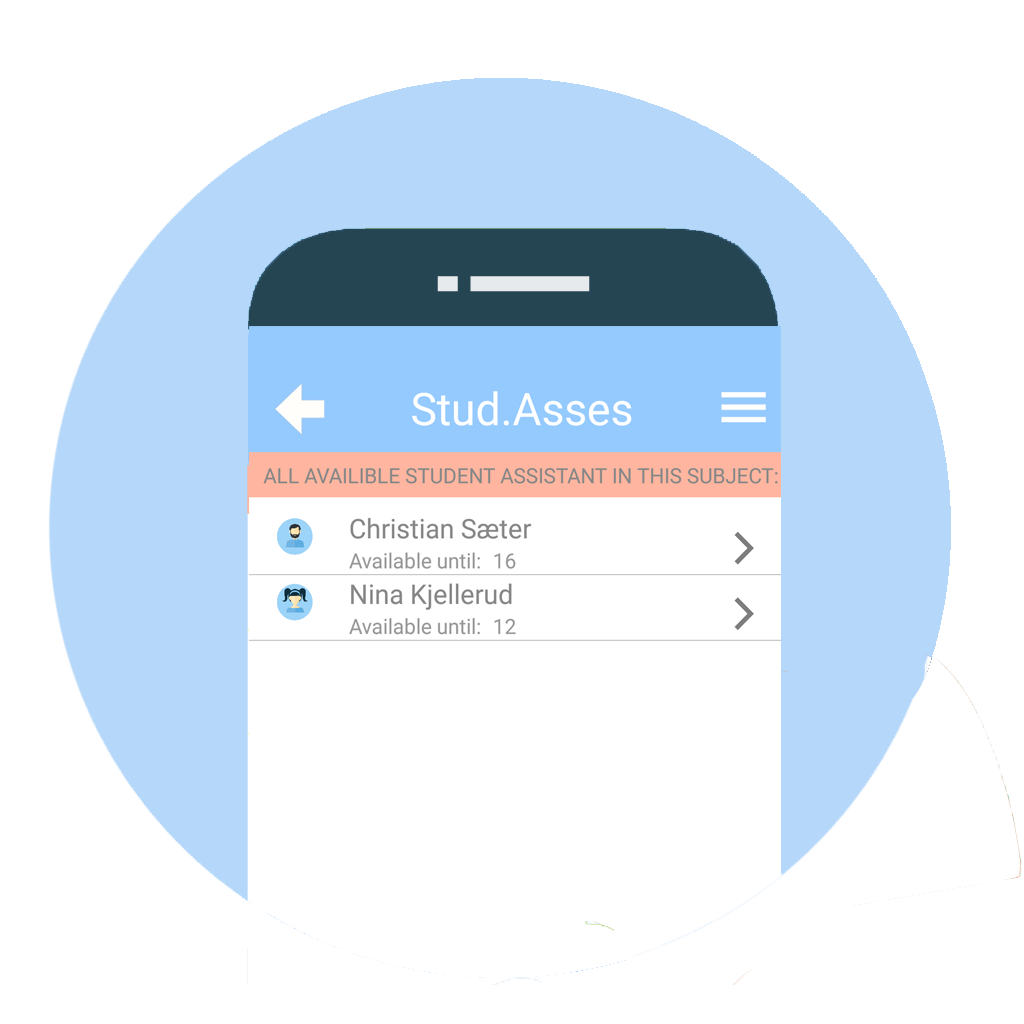 Stud.Asses
ALL AVAILIBLE STUDENT ASSISTANT IN THIS SUBJECT:
Christian Sæter
Available until: 16
Nina Kjellerud
Available until: 12